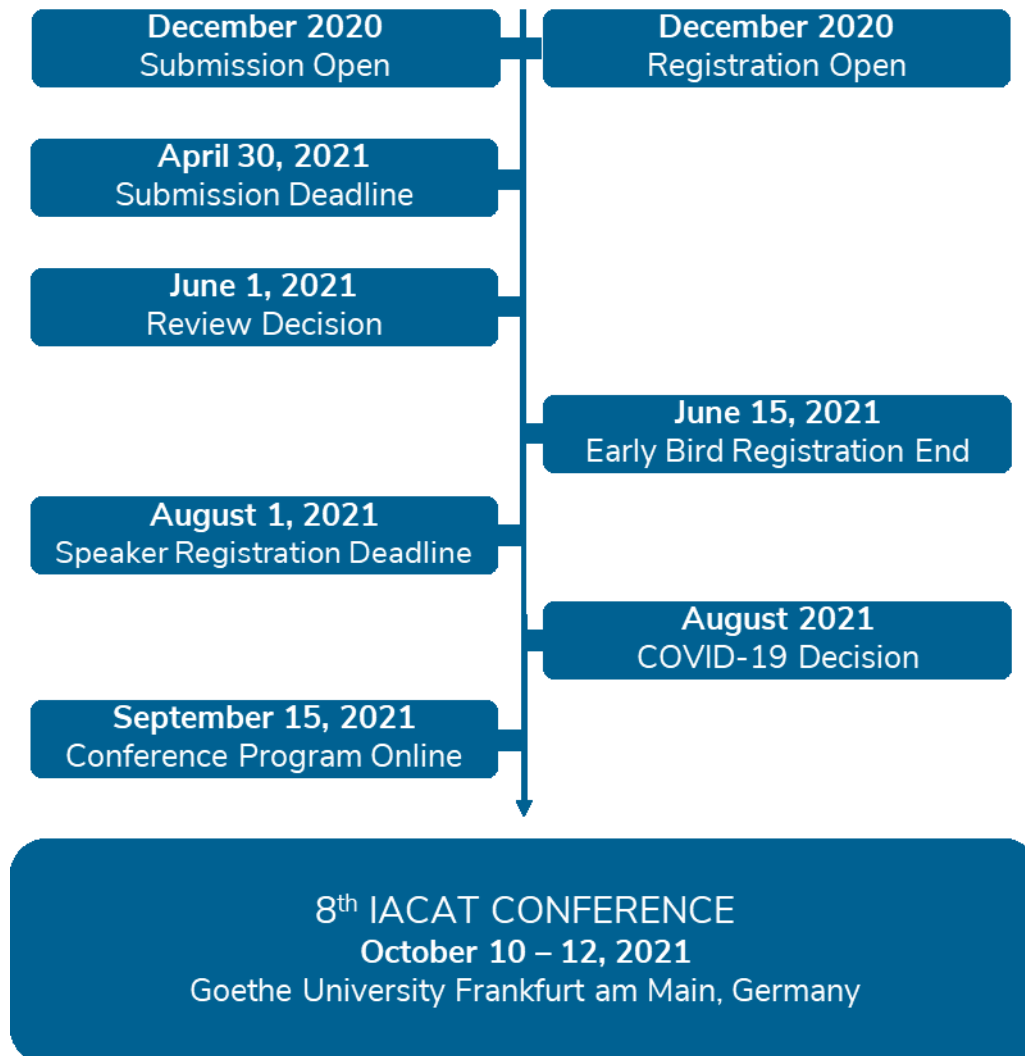 December 2020
Submission Open
December 2020
Registration Open
April 30, 2021
Submission Deadline
June 1, 2021
Review Decision
June 15, 2021
Early Bird Registration End
August 1, 2021
Speaker Registration Deadline
August 2021
COVID-19 Decision
September 15, 2021
Conference Program Online
8th IACAT CONFERENCE
October 10 – 12, 2021
Goethe University Frankfurt am Main, Germany